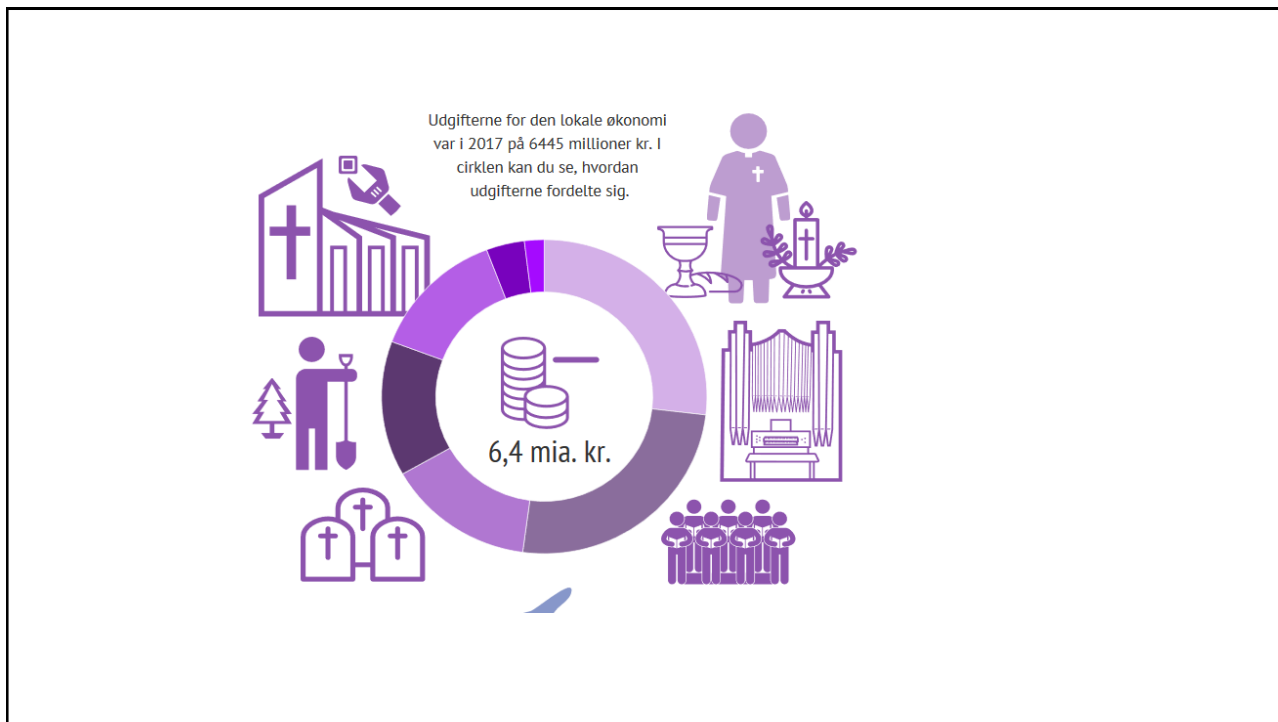 Udgifterne for den lokale økonomi
var i 2017 på 6445 millioner kr. I
cirklen kan du se, hvordan
udgifterne fordelte sig.
6,4 mia. kr.